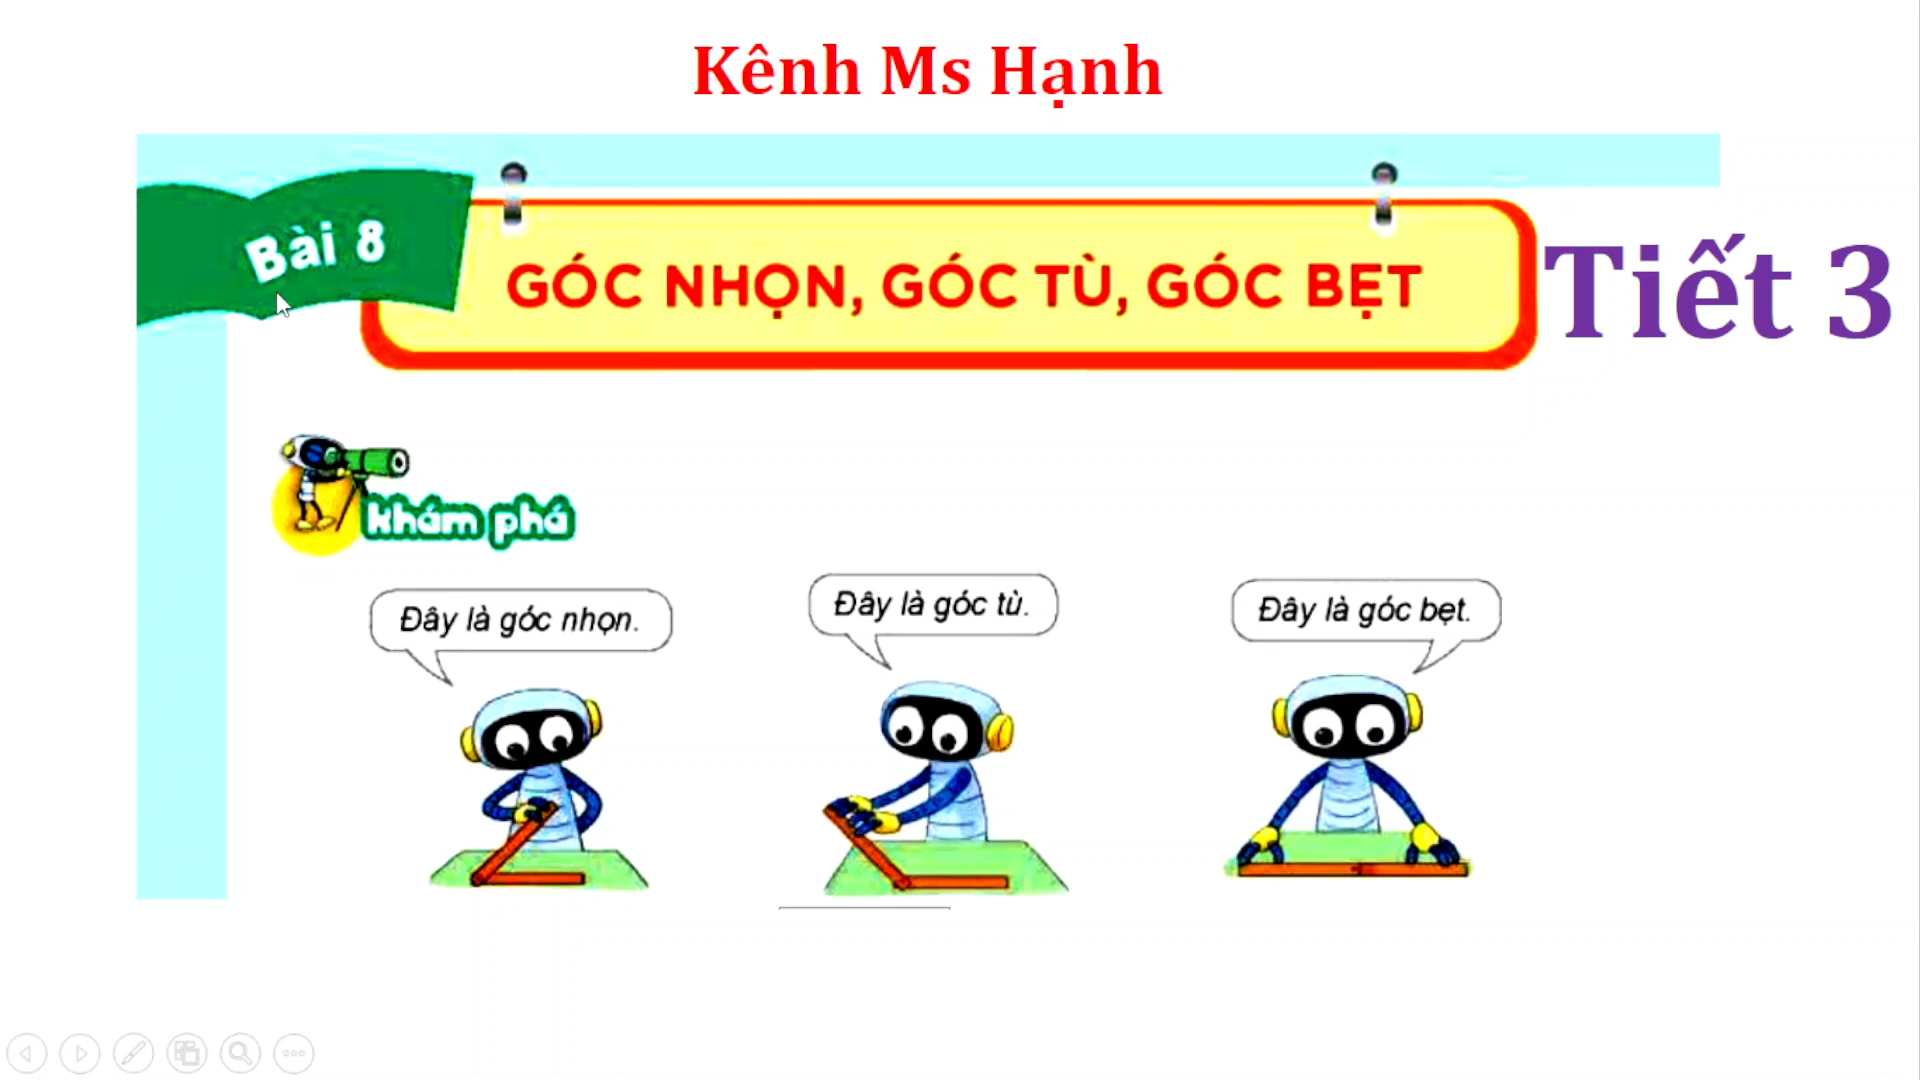 Kênh Ms Hạnh
Bài 8
GÓC NHỌN, GÓC TÙ, GÓC BẸT
Tiết 3
khám phá
Đây là góc nhọn.
Đây là góc tù.
Đây là góc bẹt.